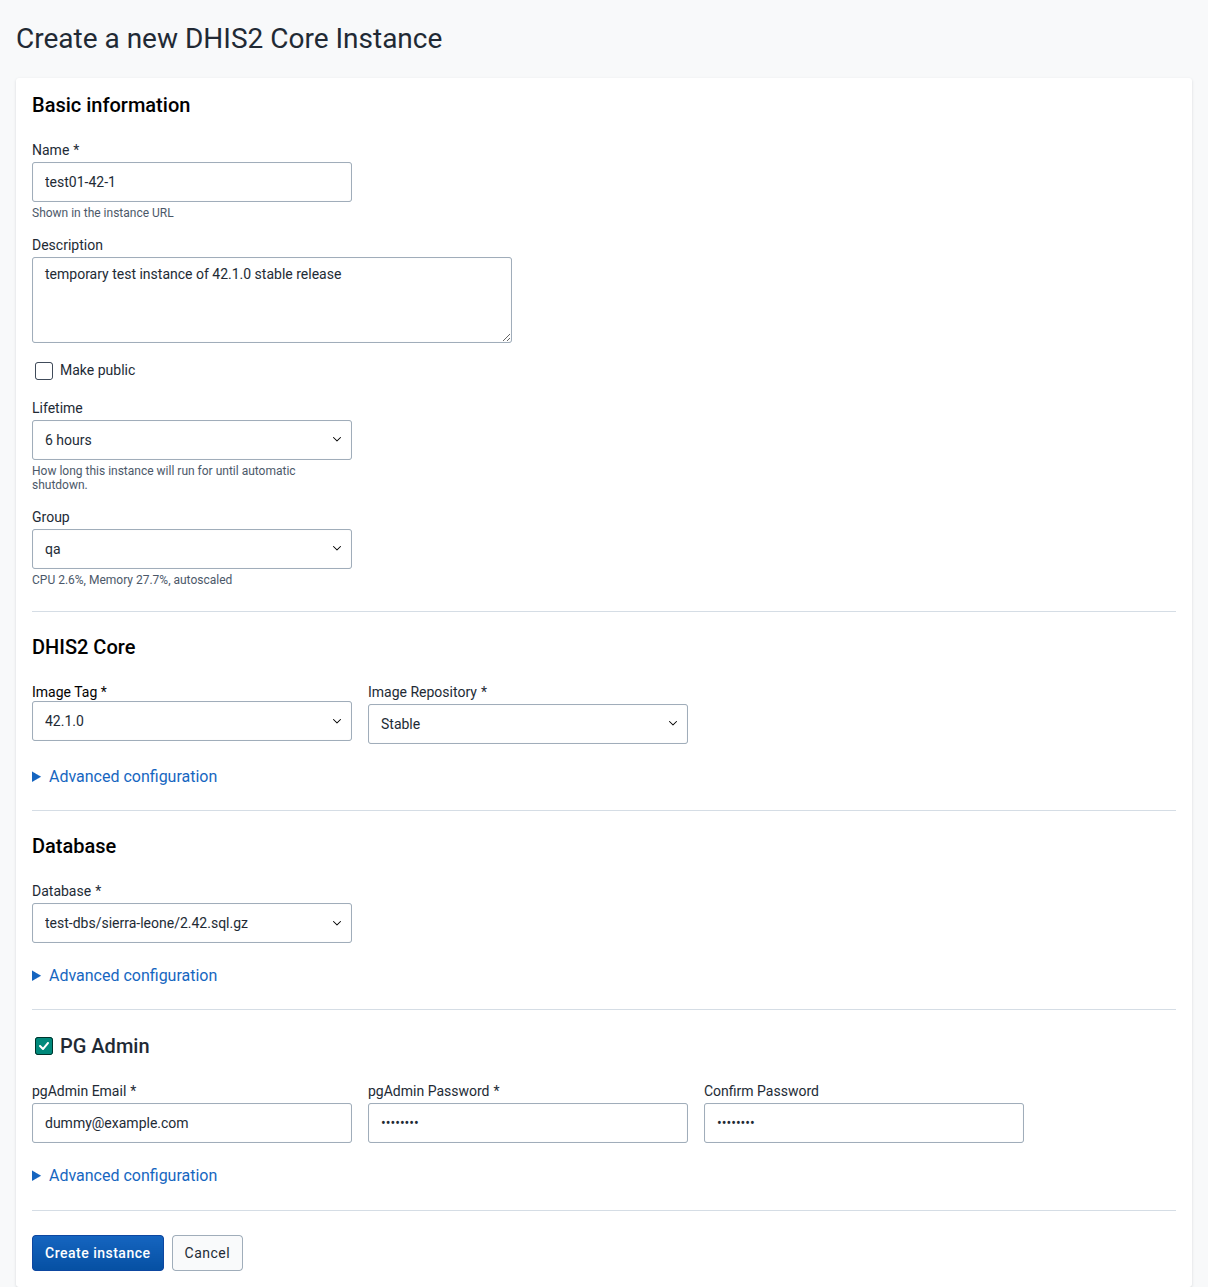 Create a new DHIS2 Core Instance
Basic information
Name *
test01-42-1
Shown in the instance URL
Description
temporary test instance of 42.1.0 stable release
Make public
Lifetime
6 hours
How long this instance will run for until automatic
shutdown.
Group
qa
CPU 2.6%, Memory 27.7%, autoscaled
DHIS2 Core
Image Tag * Image Repository *
42.1.0 Stable
Advanced configuration
Database
Database *
test-dbs/sierra-leone/2.42.sql.gz
Advanced configuration
PG Admin
pgAdmin Email * pgAdmin Password * Confirm Password
dummy@example.com •••••••• ••••••••
Advanced configuration
Create instance Cancel